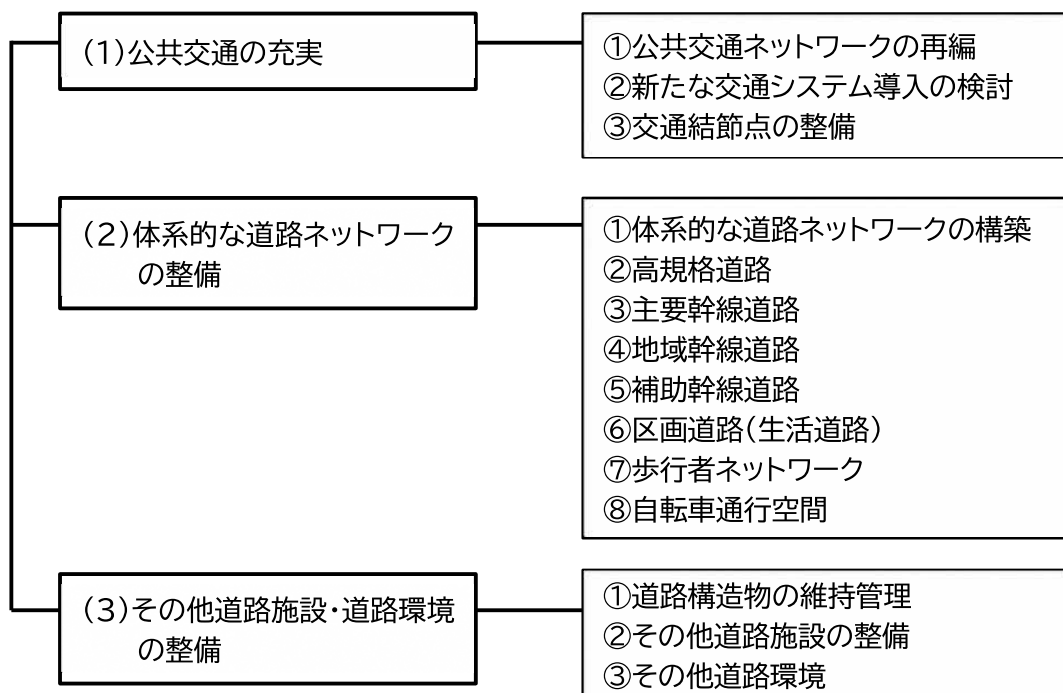 (1)公共交通の充実
①公共交通ネットワークの再編
②新たな交通システム導入の検討
③交通結節点の整備
(2)体系的な道路ネットワーク
の整備
①体系的な道路ネットワークの構築
②高規格道路
③主要幹線道路
④地域幹線道路
⑤補助幹線道路
⑥区画道路(生活道路)
⑦歩行者ネットワーク
⑧自転車通行空間
(3)その他道路施設・道路環境
の整備
①道路構造物の維持管理
②その他道路施設の整備
③その他道路環境